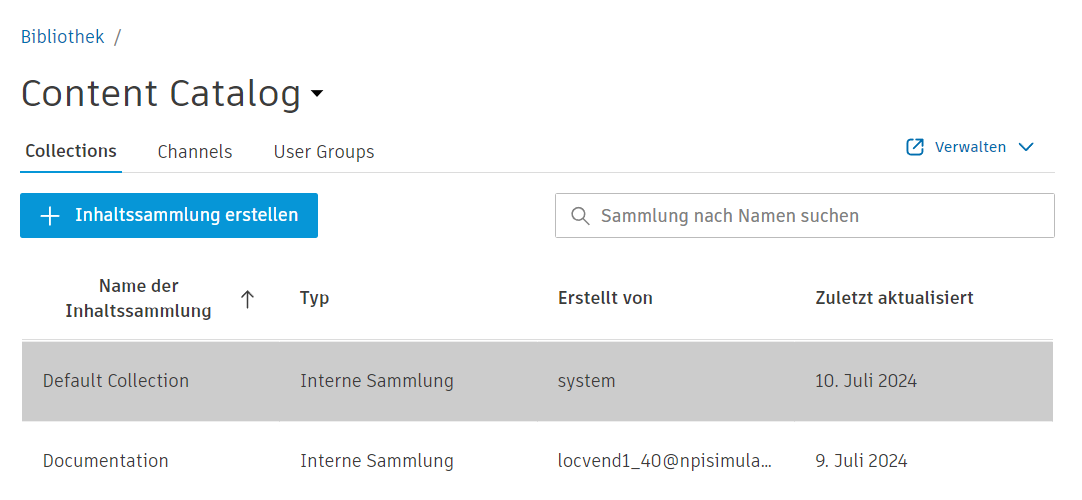 Bibliothek /
Content Catalog
Collections Channels User Groups Verwalten
Inhaltssammlung erstellen Sammlung nach Namen suchen
Name der Inhaltssammlung Typ Erstellt von Zuletzt aktualisiert
Default Collection Interne Sammlung system 10. Juli 2024
Documentation Interne Sammlung locvend1_40@npisimula... 9. Juli 2024